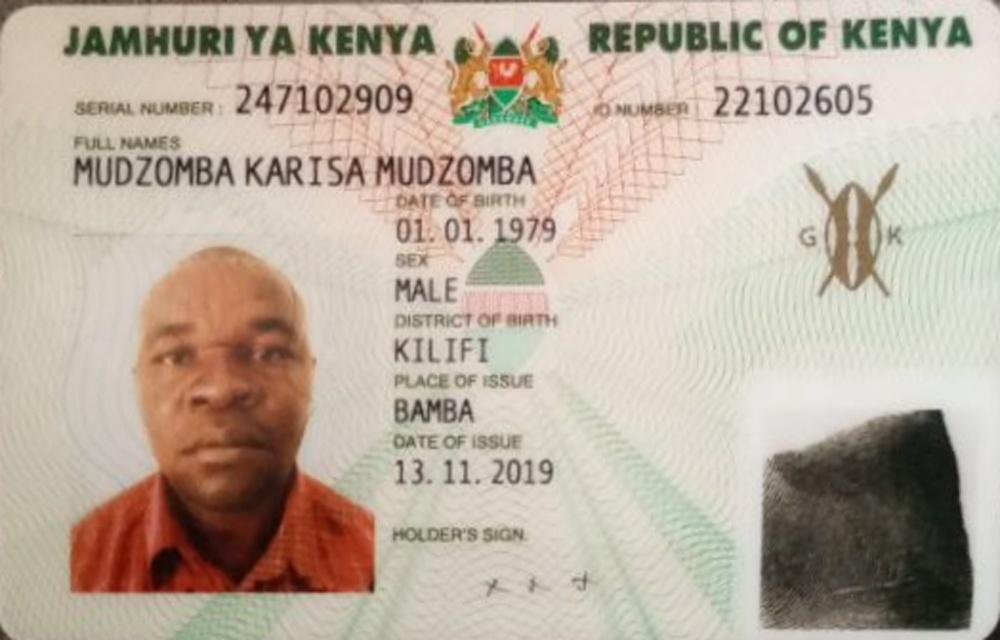 JAMHURI YA KENYA REPUBLIC OF KENYA
SERIAL NUMBER : 247102909 ID NUMBER 22102605
FULL NAMES
MUDZOMBA KARISA MUDZOMBA
DATE OF BIRTH
01. 01. 1979
G K
SEX
MALE
DISTRICT OF BIRTH
KILIFI
PLACE OF ISSUE
BAMBA
DATE OF ISSUE
13. 11. 2019
HOLDER'S SIGN.